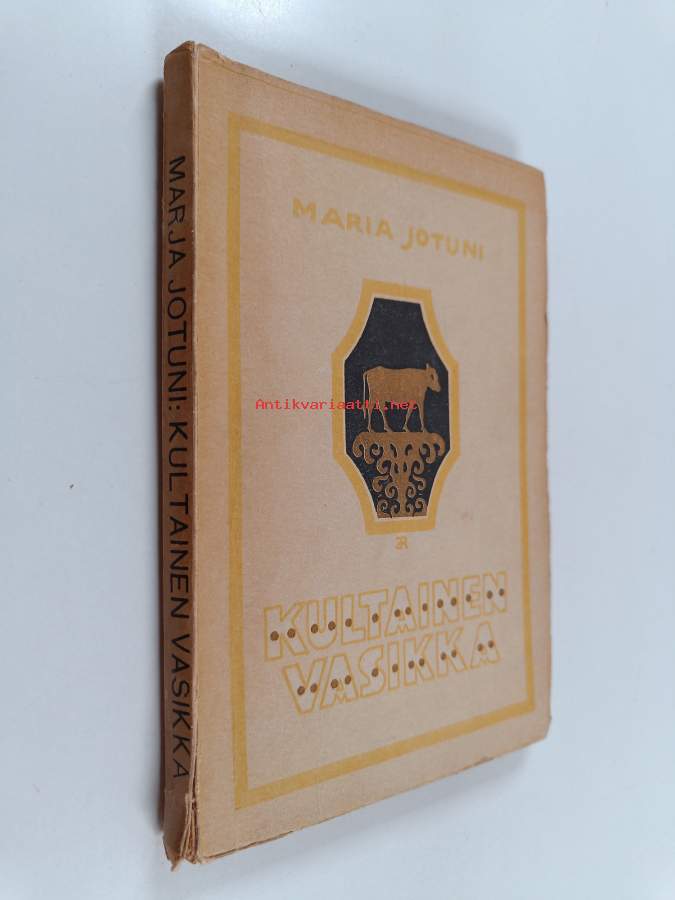 MARJA JOTUNI: KULTAINEN VASIKKA
MARIA JOTUNI
Antikvariaatti.net
KULTAINEN
VASIKKA